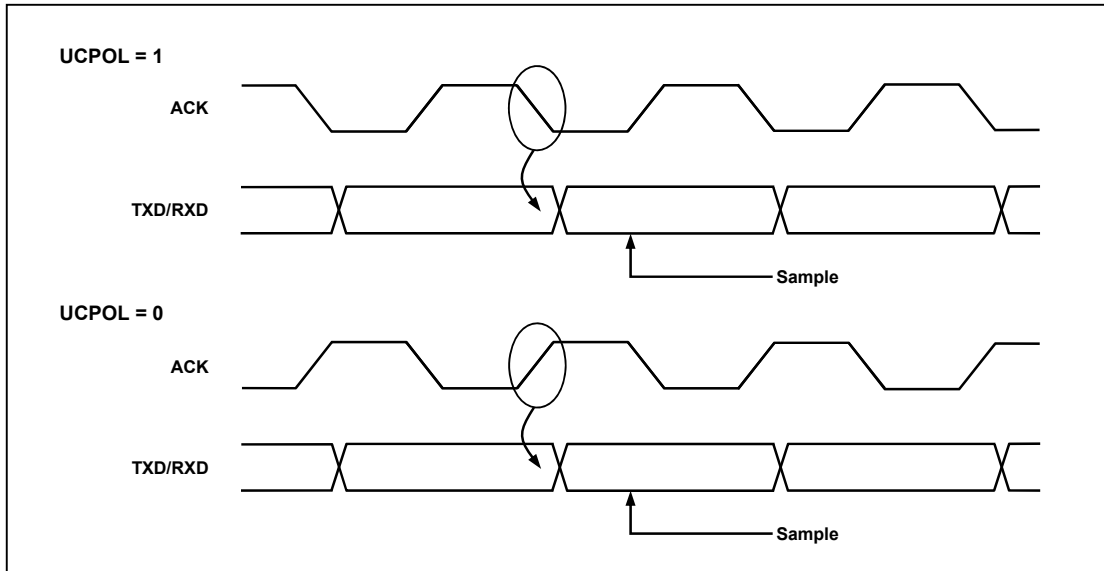 UCPOL = 1
ACK
TXD/RXD
Sample
UCPOL = 0
ACK
TXD/RXD
Sample